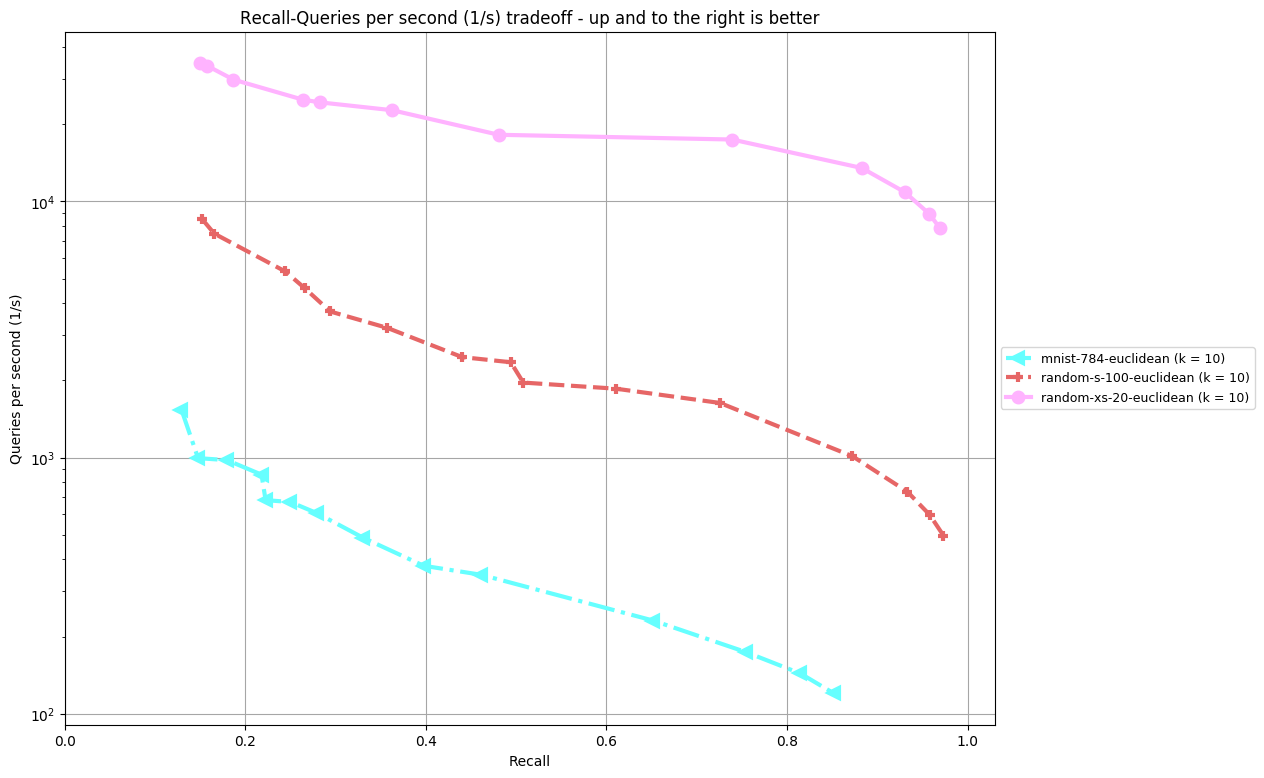 Recall-Queries per second (1/s) tradeoff - up and to the right is better
Queries per second (1/s)
10^4
10^3
10^2
0.0 0.2 0.4 0.6 0.8 1.0
Recall
mnist-784-euclidean (k = 10)
random-s-100-euclidean (k = 10)
random-xs-20-euclidean (k = 10)